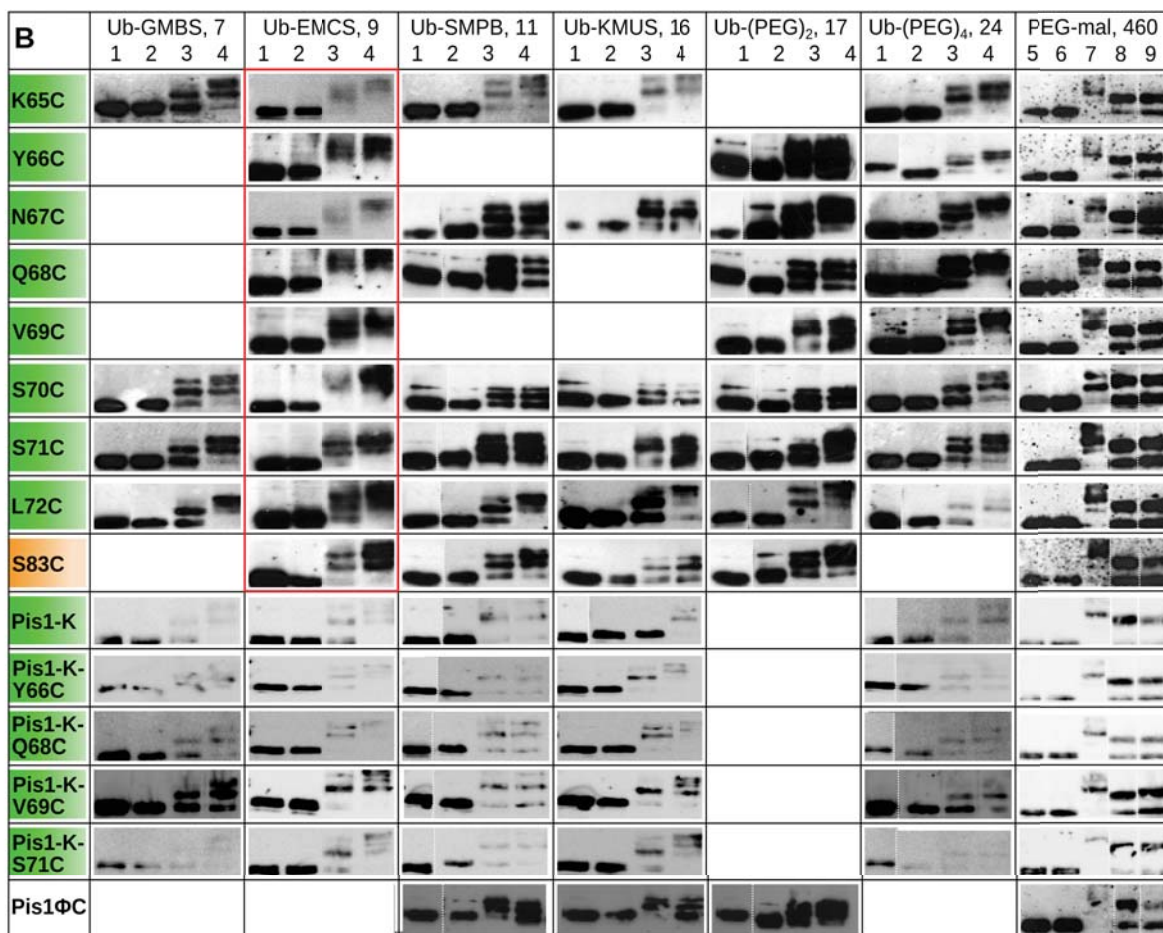 B
Ub-GMBS, 7 Ub-EMCS, 9 Ub-SMPB, 11 Ub-KMUS, 16 Ub-(PEG)₂, 17 Ub-(PEG)₄, 24 PEG-mal, 460
1 2 3 4 1 2 3 4 1 2 3 4 1 2 3 4 1 2 3 4 1 2 3 4 5 6 7 8 9
K65C
Y66C
N67C
Q68C
V69C
S70C
S71C
L72C
S83C
Pis1-K
Pis1-K-
Y66C
Pis1-K-
Q68C
Pis1-K-
V69C
Pis1-K-
S71C
Pis1ΦC